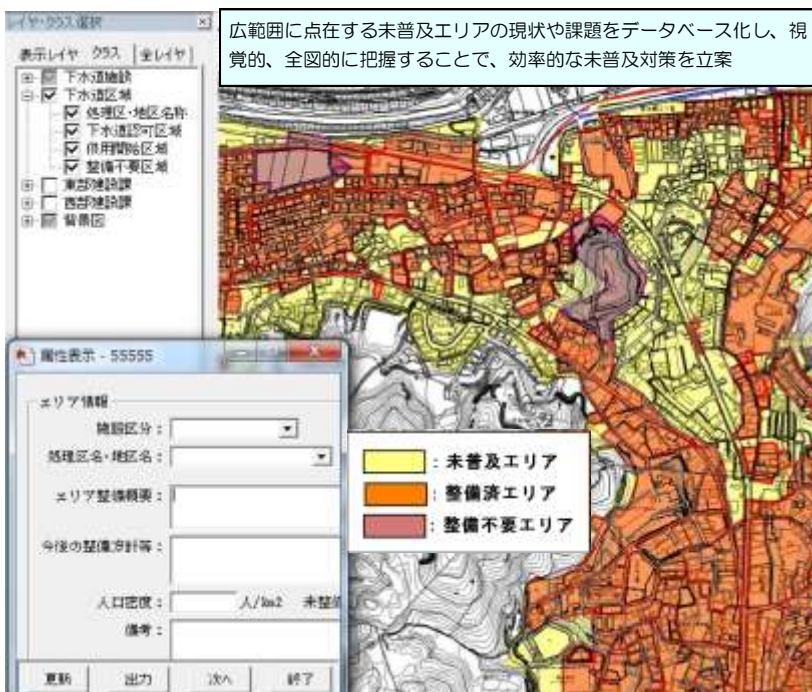 レイヤ・クラス選択
広範囲に点在する未普及エリアの現状や課題をデータベース化し、視
覚的、全図的に把握することで、効率的な未普及対策を立案
表示レイヤ クラス 全レイヤ
下水道施設
下水道区域
処理区・地区名称
下水道認可区域
供用開始区域
整備不要区域
東部建設課
西部建設課
背景図
属性表示 - 55555
エリア情報
施設区分：
処理区名・地区名：
エリア整備概要：
今後の整備方針等：
人口密度： 人/km2 未整備
備考：
更新 出力 次へ 終了
：未普及エリア
：整備済エリア
：整備不要エリア